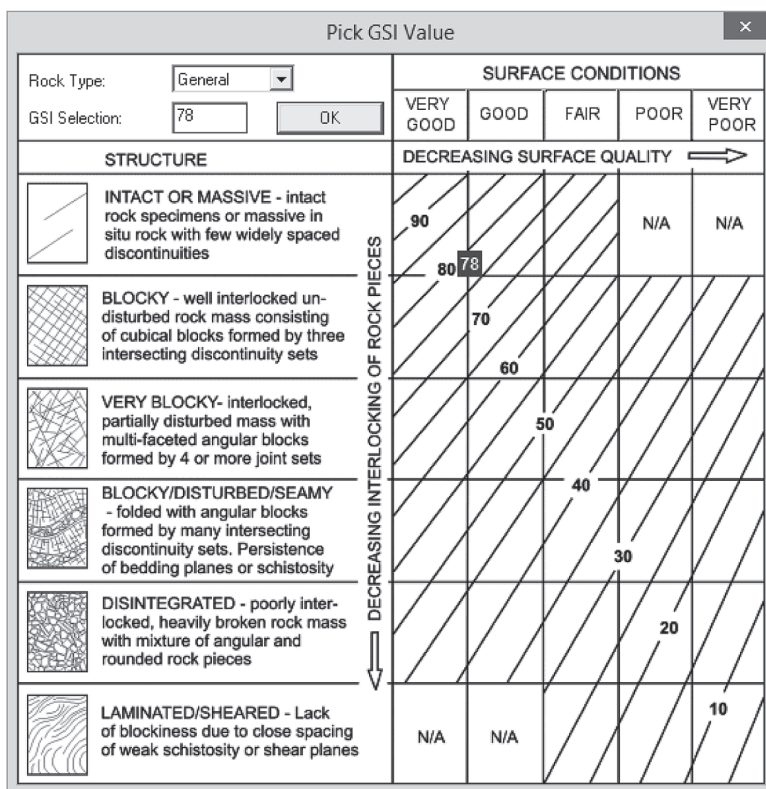 Pick GSI Value
×
Rock Type:
General
GSI Selection:
78
OK
SURFACE CONDITIONS
VERY GOOD
GOOD
FAIR
POOR
VERY POOR
STRUCTURE
DECREASING SURFACE QUALITY
INTACT OR MASSIVE - intact
rock specimens or massive in
situ rock with few widely spaced
discontinuities
BLOCKY - well interlocked un-
disturbed rock mass consisting
of cubical blocks formed by three
intersecting discontinuity sets
VERY BLOCKY- interlocked,
partially disturbed mass with
multi-faceted angular blocks
formed by 4 or more joint sets
BLOCKY/DISTURBED/SEAMY
- folded with angular blocks
formed by many intersecting
discontinuity sets. Persistence
of bedding planes or schistosity
DISINTEGRATED - poorly inter-
locked, heavily broken rock mass
with mixture of angular and
rounded rock pieces
LAMINATED/SHEARED - Lack
of blockiness due to close spacing
of weak schistosity or shear planes
DECREASING INTERLOCKING OF ROCK PIECES
90
N/A
N/A
80
78
70
60
50
40
30
20
10
N/A
N/A